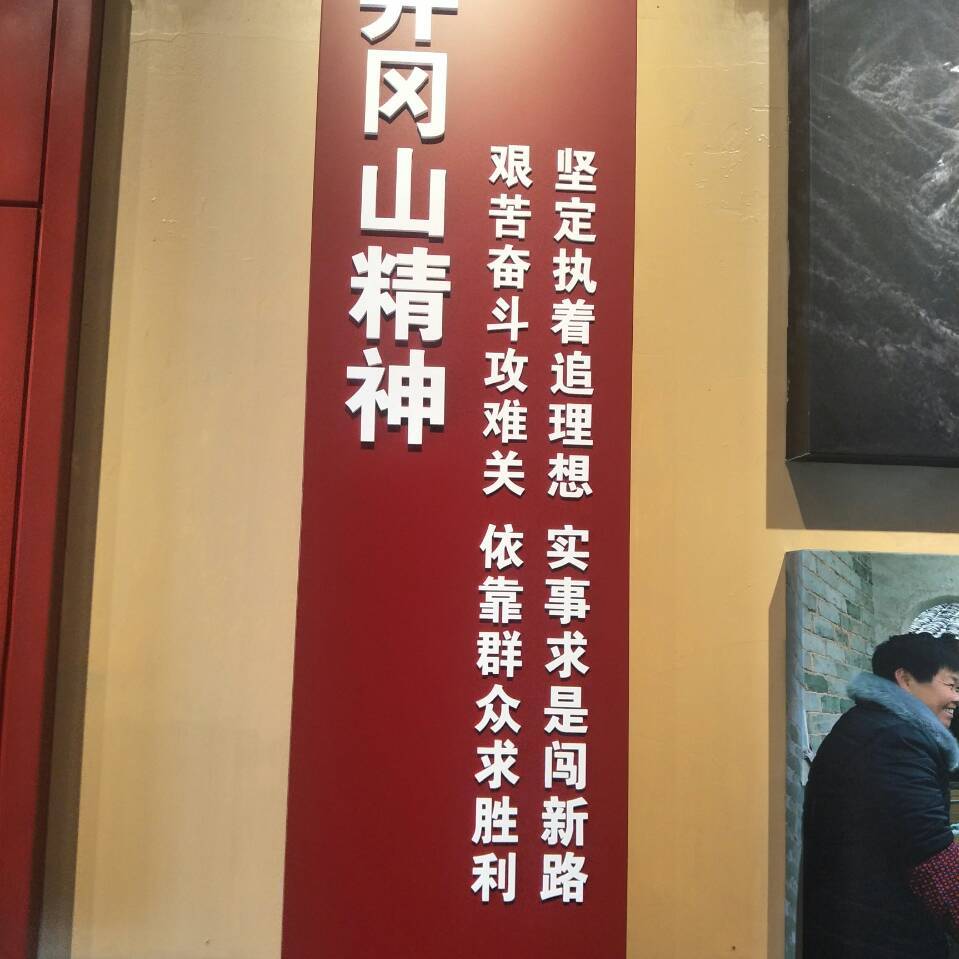 井冈山精神
坚定执着追理想 实事求是闯新路
艰苦奋斗攻难关 依靠群众求胜利